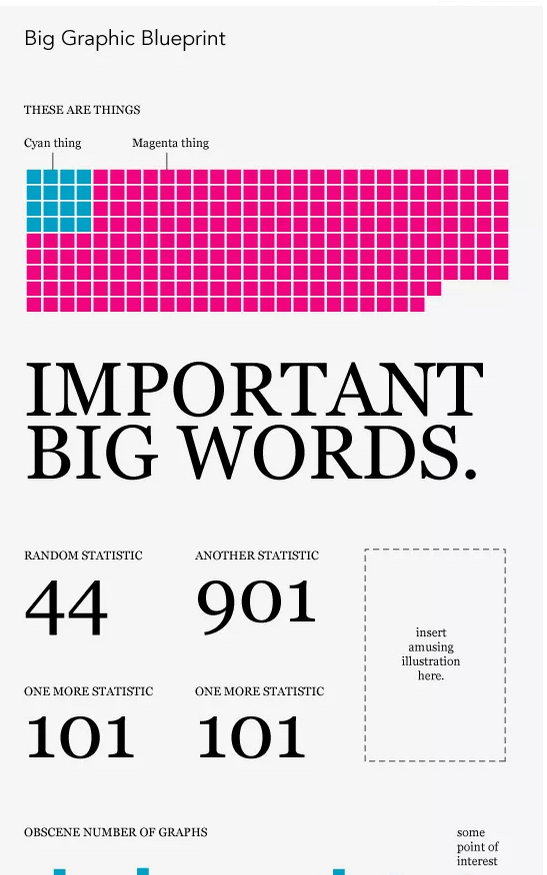 Big Graphic Blueprint
THESE ARE THINGS
Cyan thing
Magenta thing
IMPORTANT
BIG WORDS.
RANDOM STATISTIC
44
ANOTHER STATISTIC
901
ONE MORE STATISTIC
101
ONE MORE STATISTIC
101
insert
amusing
illustration
here.
OBSCENE NUMBER OF GRAPHS
some
point of
interest